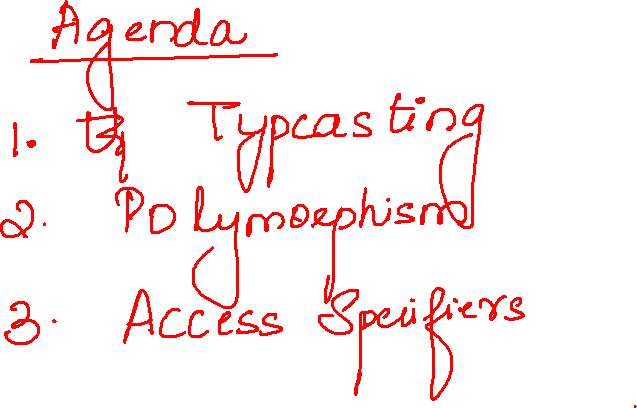 Agenda
1. Typcasting
2. Polymorphism
3. Access Specifiers